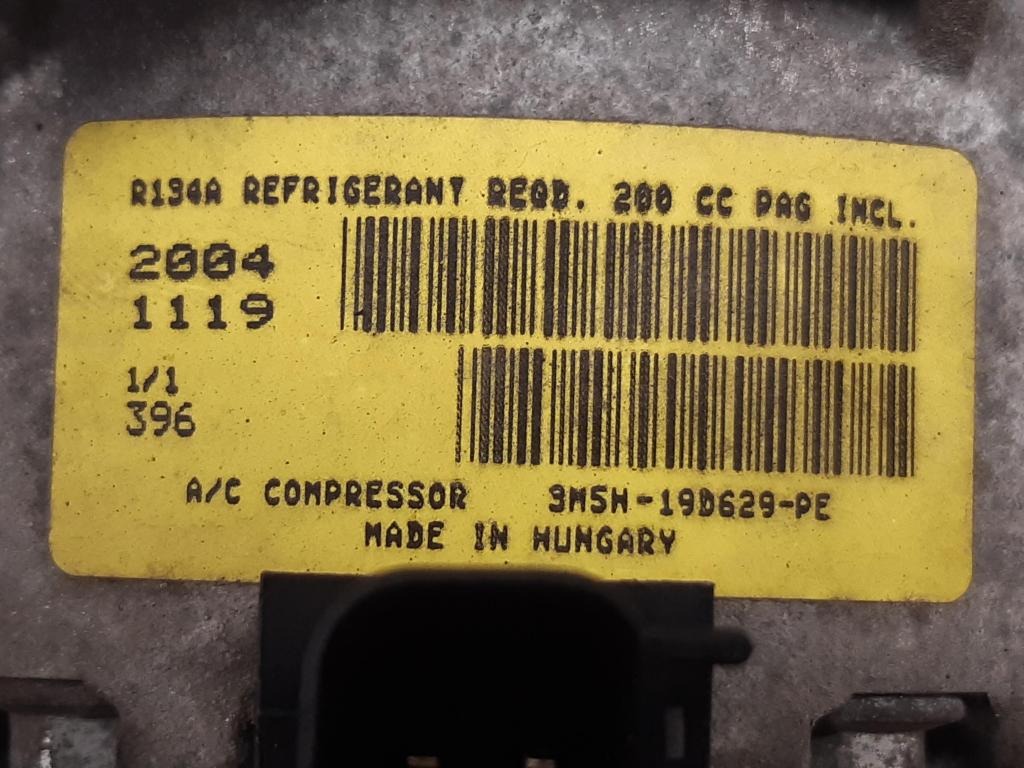 R134A REFRIGERANT REQD. 200 CC PAG INCL.
2004
1119
1/1
396
A/C COMPRESSOR 3M5H-19D629-PE
MADE IN HUNGARY